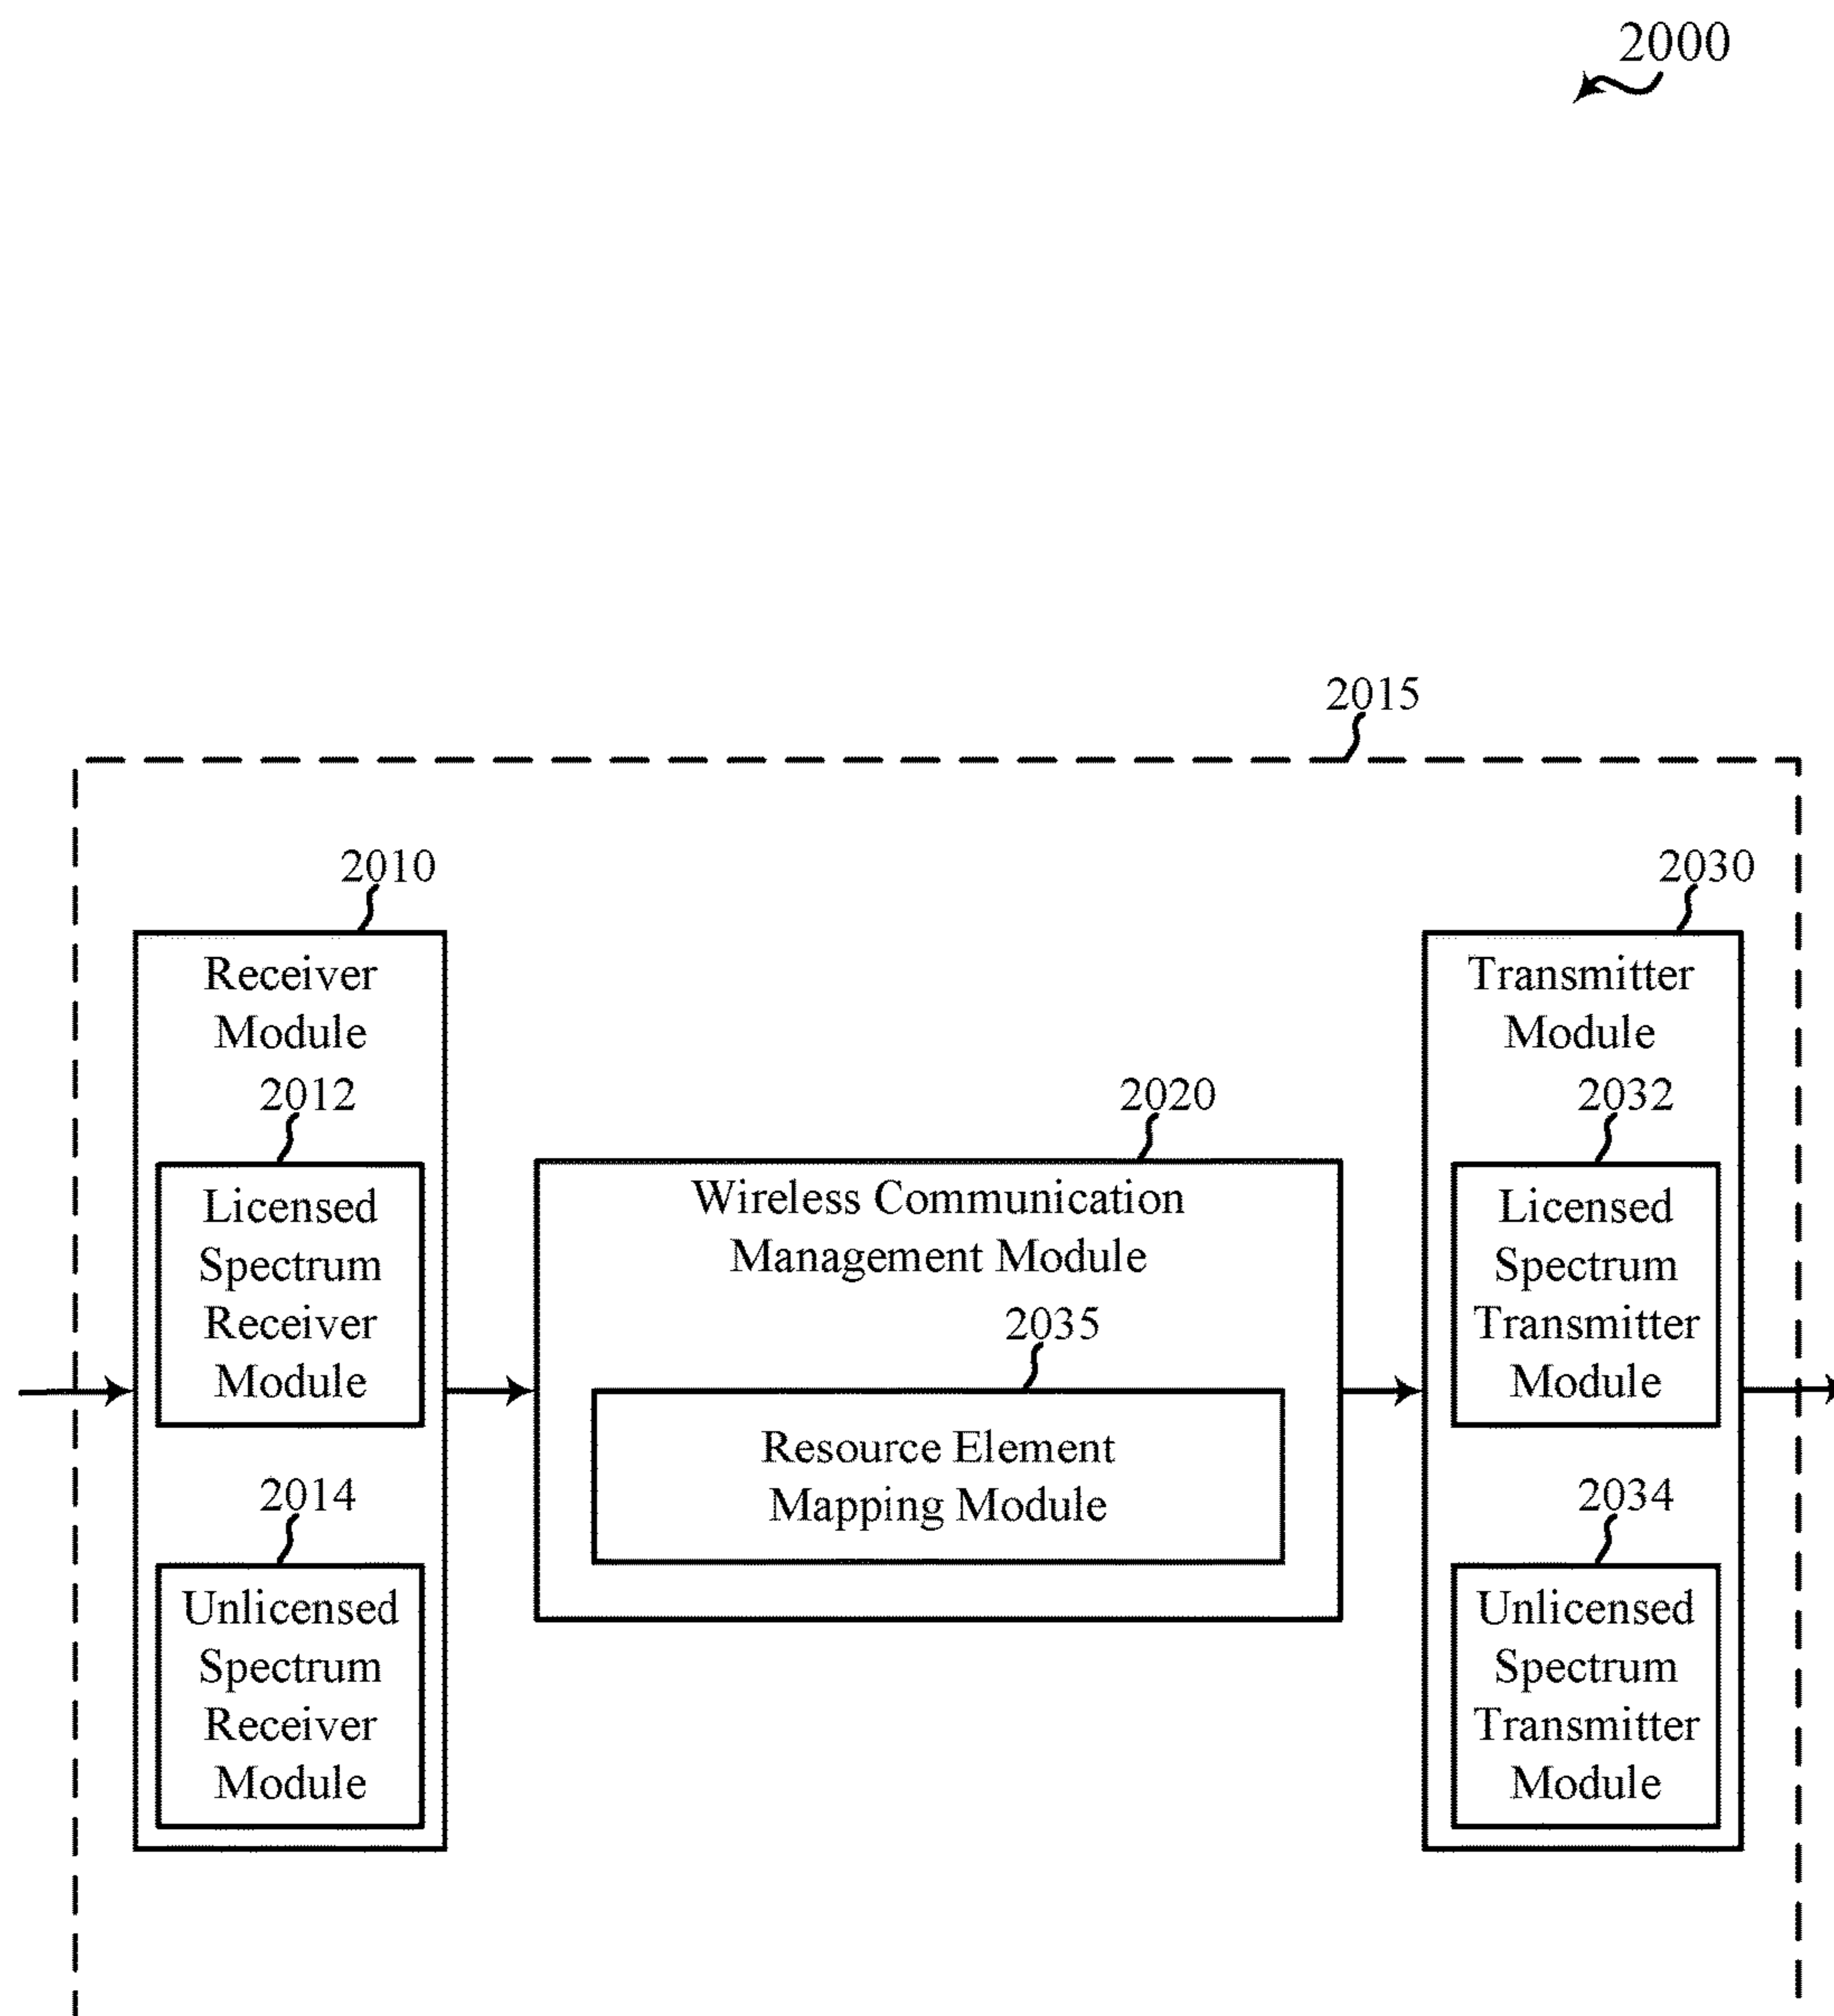 2000
2015
2010
Receiver
Module
2012
Licensed
Spectrum
Receiver
Module
2014
Unlicensed
Spectrum
Receiver
Module
2020
Wireless Communication
Management Module
2035
Resource Element
Mapping Module
2030
Transmitter
Module
2032
Licensed
Spectrum
Transmitter
Module
2034
Unlicensed
Spectrum
Transmitter
Module